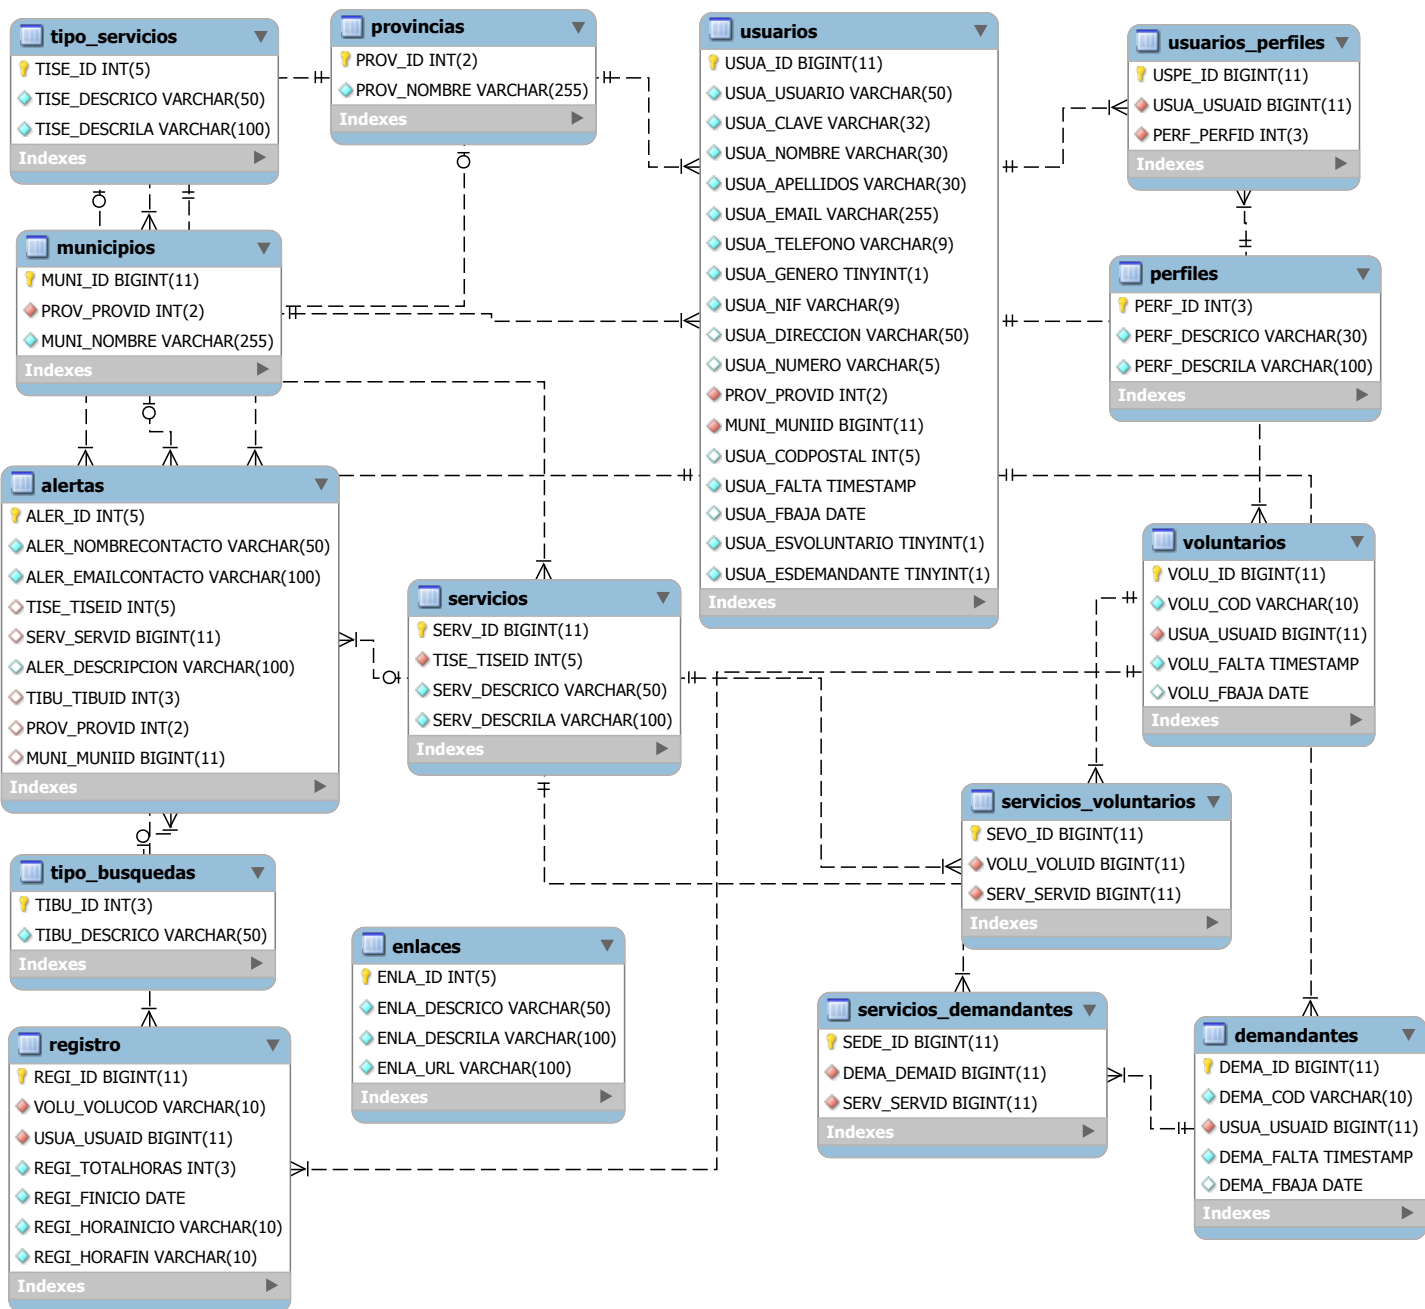 tipo_servicios
TISE_ID INT(5)
TISE_DESCRICO VARCHAR(50)
TISE_DESCRILA VARCHAR(100)
Indexes
provincias
PROV_ID INT(2)
PROV_NOMBRE VARCHAR(255)
Indexes
usuarios
USUA_ID BIGINT(11)
USUA_USUARIO VARCHAR(50)
USUA_CLAVE VARCHAR(32)
USUA_NOMBRE VARCHAR(30)
USUA_APELLIDOS VARCHAR(30)
USUA_EMAIL VARCHAR(255)
USUA_TELEFONO VARCHAR(9)
USUA_GENERO TINYINT(1)
USUA_NIF VARCHAR(9)
USUA_DIRECCION VARCHAR(50)
USUA_NUMERO VARCHAR(5)
PROV_PROVID INT(2)
MUNI_MUNIID BIGINT(11)
USUA_CODPOSTAL INT(5)
USUA_FALTA TIMESTAMP
USUA_FBAJA DATE
USUA_ESVOLUNTARIO TINYINT(1)
USUA_ESDEMANDANTE TINYINT(1)
Indexes
usuarios_perfiles
USPE_ID BIGINT(11)
USUA_USUAID BIGINT(11)
PERF_PERFID INT(3)
Indexes
municipios
MUNI_ID BIGINT(11)
PROV_PROVID INT(2)
MUNI_NOMBRE VARCHAR(255)
Indexes
perfiles
PERF_ID INT(3)
PERF_DESCRICO VARCHAR(30)
PERF_DESCRILA VARCHAR(100)
Indexes
alertas
ALER_ID INT(5)
ALER_NOMBRECONTACTO VARCHAR(50)
ALER_EMAILCONTACTO VARCHAR(100)
TISE_TISEID INT(5)
SERV_SERVID BIGINT(11)
ALER_DESCRIPCION VARCHAR(100)
TIBU_TIBUID INT(3)
PROV_PROVID INT(2)
MUNI_MUNIID BIGINT(11)
Indexes
servicios
SERV_ID BIGINT(11)
TISE_TISEID INT(5)
SERV_DESCRICO VARCHAR(50)
SERV_DESCRILA VARCHAR(100)
Indexes
voluntarios
VOLU_ID BIGINT(11)
VOLU_COD VARCHAR(10)
USUA_USUAID BIGINT(11)
VOLU_FALTA TIMESTAMP
VOLU_FBAJA DATE
Indexes
servicios_voluntarios
SEVO_ID BIGINT(11)
VOLU_VOLUID BIGINT(11)
SERV_SERVID BIGINT(11)
Indexes
tipo_busquedas
TIBU_ID INT(3)
TIBU_DESCRICO VARCHAR(50)
Indexes
enlaces
ENLA_ID INT(5)
ENLA_DESCRICO VARCHAR(50)
ENLA_DESCRILA VARCHAR(100)
ENLA_URL VARCHAR(100)
Indexes
servicios_demandantes
SEDE_ID BIGINT(11)
DEMA_DEMAID BIGINT(11)
SERV_SERVID BIGINT(11)
Indexes
demandantes
DEMA_ID BIGINT(11)
DEMA_COD VARCHAR(10)
USUA_USUAID BIGINT(11)
DEMA_FALTA TIMESTAMP
DEMA_FBAJA DATE
Indexes
registro
REGI_ID BIGINT(11)
VOLU_VOLUCOD VARCHAR(10)
USUA_USUAID BIGINT(11)
REGI_TOTALHORAS INT(3)
REGI_FINICIO DATE
REGI_HORAINICIO VARCHAR(10)
REGI_HORAFIN VARCHAR(10)
Indexes